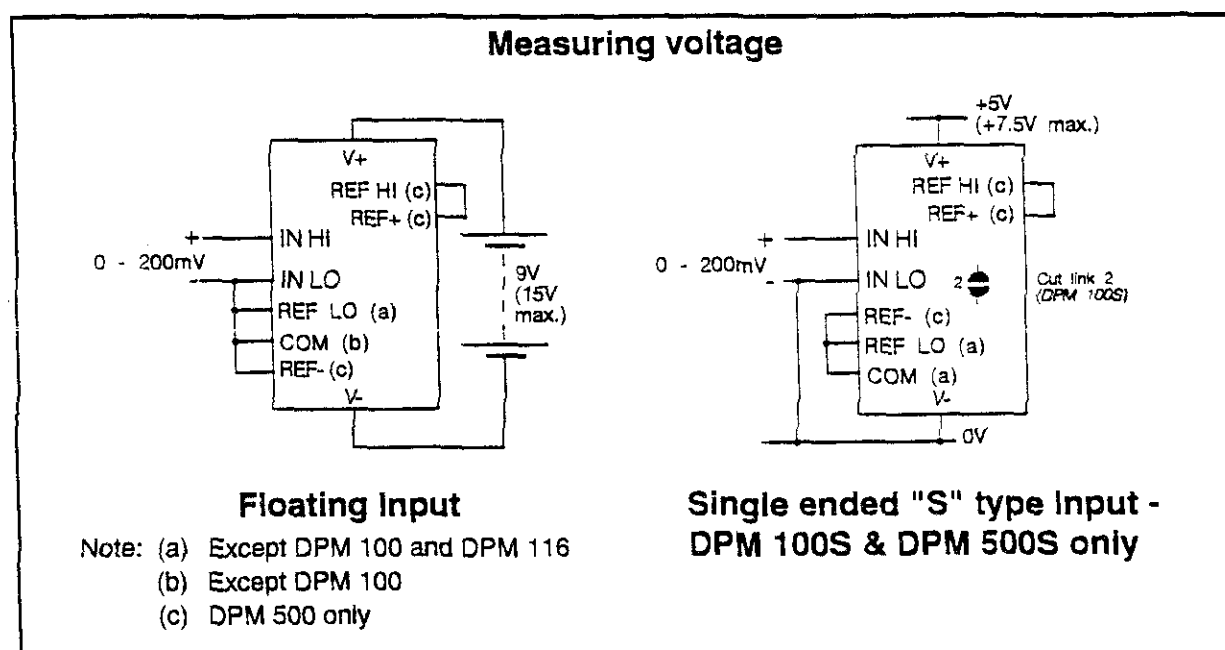 Measuring voltage
V+
REF HI (c)
REF+ (c)
+
IN HI
0 - 200mV
-
IN LO
REF LO (a)
COM (b)
REF- (c)
V-
9V
(15V
max.)
Floating Input
Note: (a) Except DPM 100 and DPM 116
(b) Except DPM 100
(c) DPM 500 only
+5V
(+7.5V max.)
V+
REF HI (c)
REF+ (c)
+
IN HI
0 - 200mV
-
IN LO
2
Cut link 2
(DPM 100S)
REF- (c)
REF LO (a)
COM (a)
V-
0V
Single ended "S" type Input -
DPM 100S & DPM 500S only